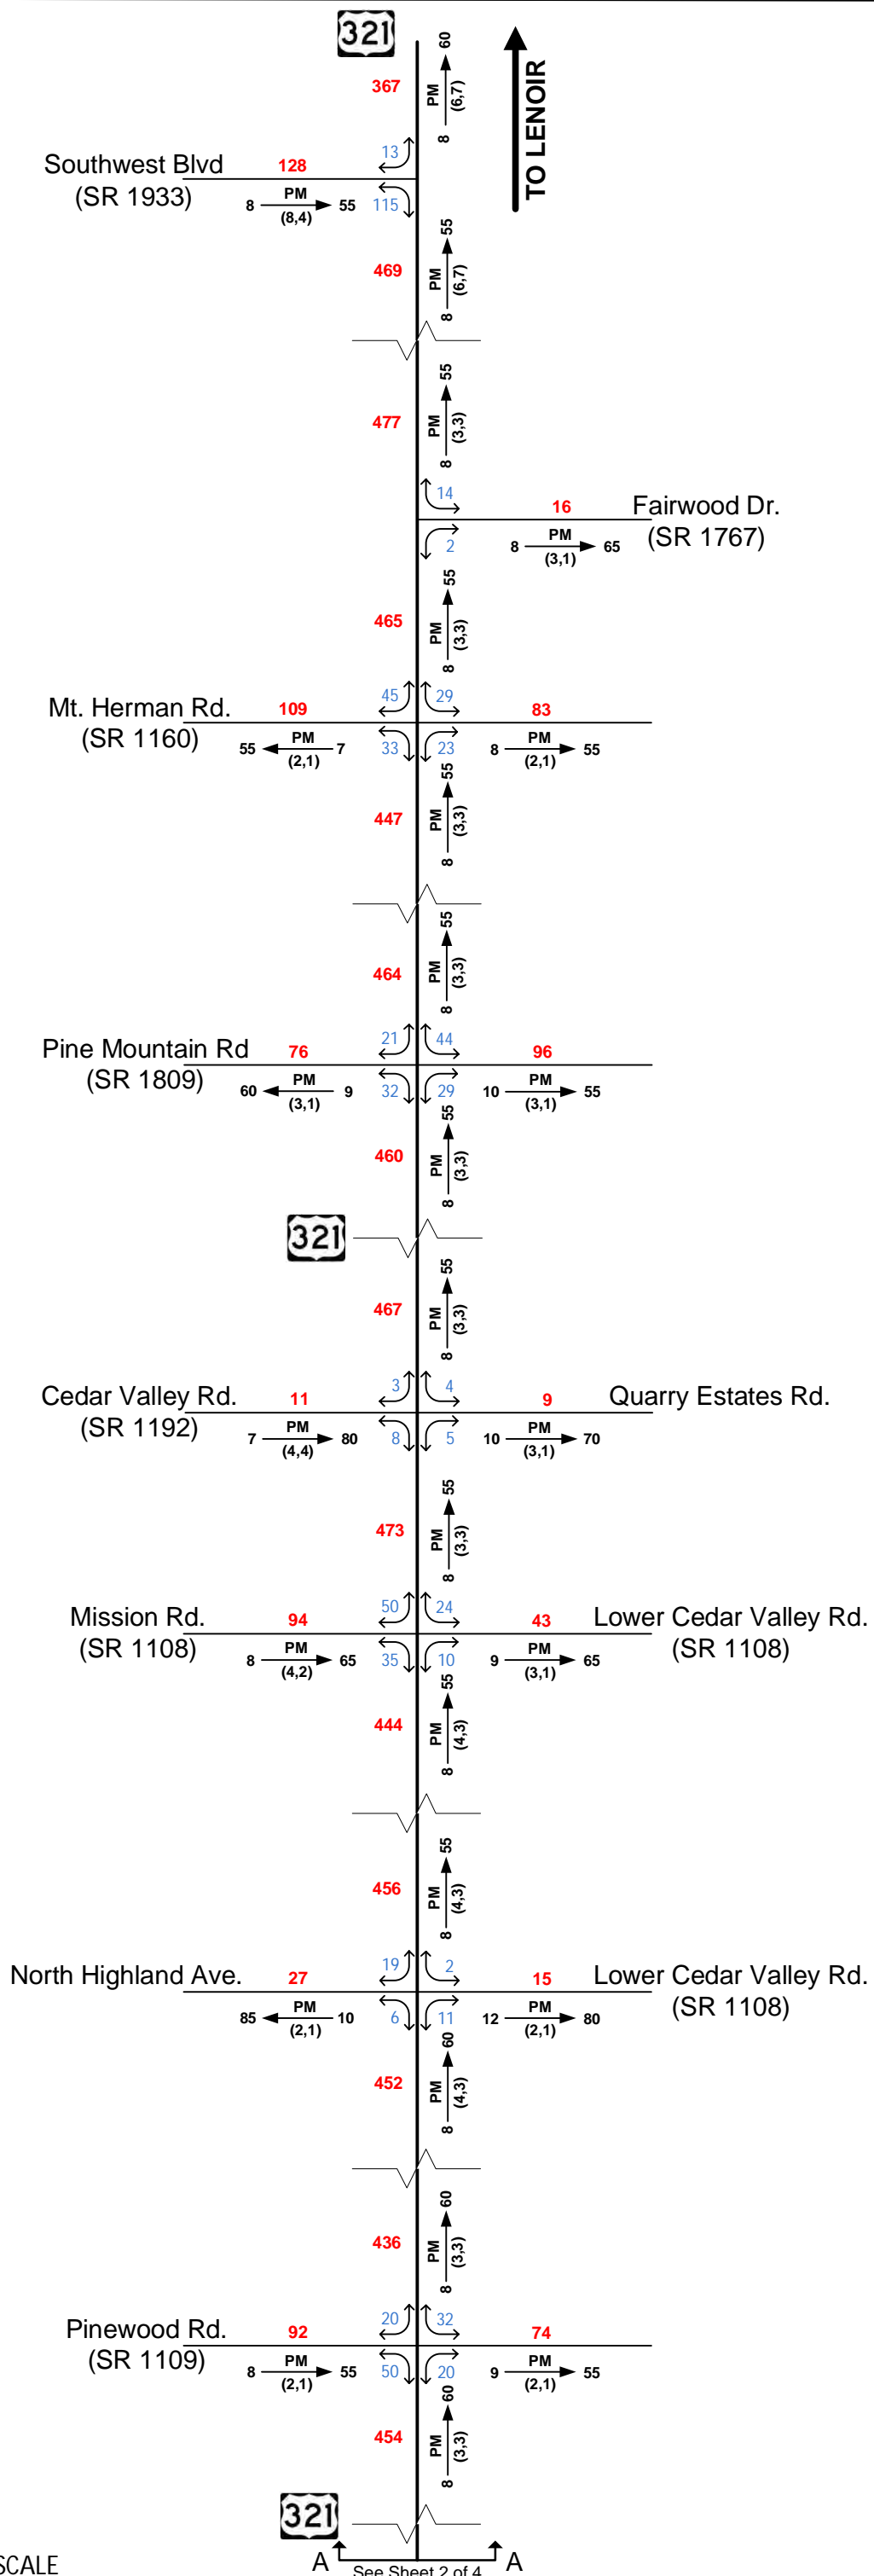 321
367
60
PM
(6,7)
8
TO LENOIR
13
Southwest Blvd
(SR 1933)
128
8 PM 55
(8,4)
115
469
55
PM
(6,7)
8
477
55
PM
(3,3)
8
14
16
Fairwood Dr.
(SR 1767)
2
8 PM 65
(3,1)
465
55
PM
(3,3)
8
45
29
Mt. Herman Rd.
(SR 1160)
109
83
55 PM 7
(2,1)
33
23
8 PM 55
(2,1)
447
55
PM
(3,3)
8
464
55
PM
(3,3)
8
21
44
Pine Mountain Rd
(SR 1809)
76
96
60 PM 9
(3,1)
32
29
10 PM 55
(3,1)
460
55
PM
(3,3)
8
321
467
55
PM
(3,3)
8
3
4
Cedar Valley Rd.
(SR 1192)
11
9
Quarry Estates Rd.
7 PM 80
(4,4)
8
5
10 PM 70
(3,1)
473
55
PM
(3,3)
8
50
24
Mission Rd.
(SR 1108)
94
43
Lower Cedar Valley Rd.
(SR 1108)
8 PM 65
(4,2)
35
10
9 PM 65
(3,1)
444
55
PM
(4,3)
8
456
55
PM
(4,3)
8
19
2
North Highland Ave.
27
15
Lower Cedar Valley Rd.
(SR 1108)
85 PM 10
(2,1)
6
11
12 PM 80
(2,1)
452
60
PM
(4,3)
8
436
60
PM
(3,3)
8
20
32
Pinewood Rd.
(SR 1109)
92
74
8 PM 55
(2,1)
50
20
9 PM 55
(2,1)
454
60
PM
(3,3)
8
321
SCALE
A See Sheet 2 of 4 A